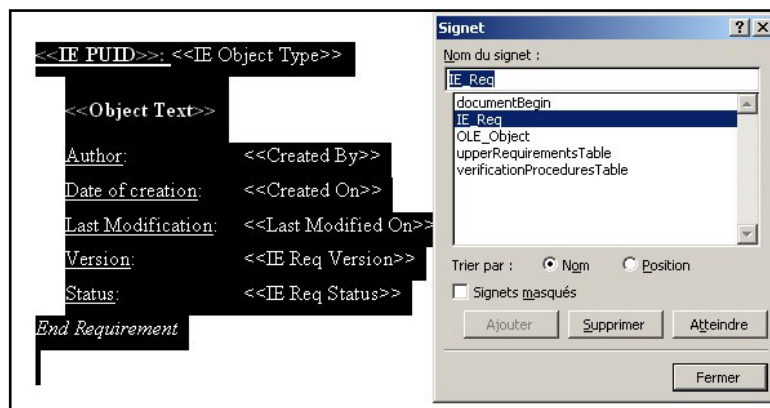 <<IE PUID>>: <<IE Object Type>>
<<Object Text>>
Author: <<Created By>>
Date of creation: <<Created On>>
Last Modification: <<Last Modified On>>
Version: <<IE Req Version>>
Status: <<IE Req Status>>
End Requirement
Signet
Nom du signet :
IE_Req
documentBegin
IE_Req
OLE_Object
upperRequirementsTable
verificationProceduresTable
Trier par : Nom Position
Signets masqués
Ajouter Supprimer Atteindre
Fermer